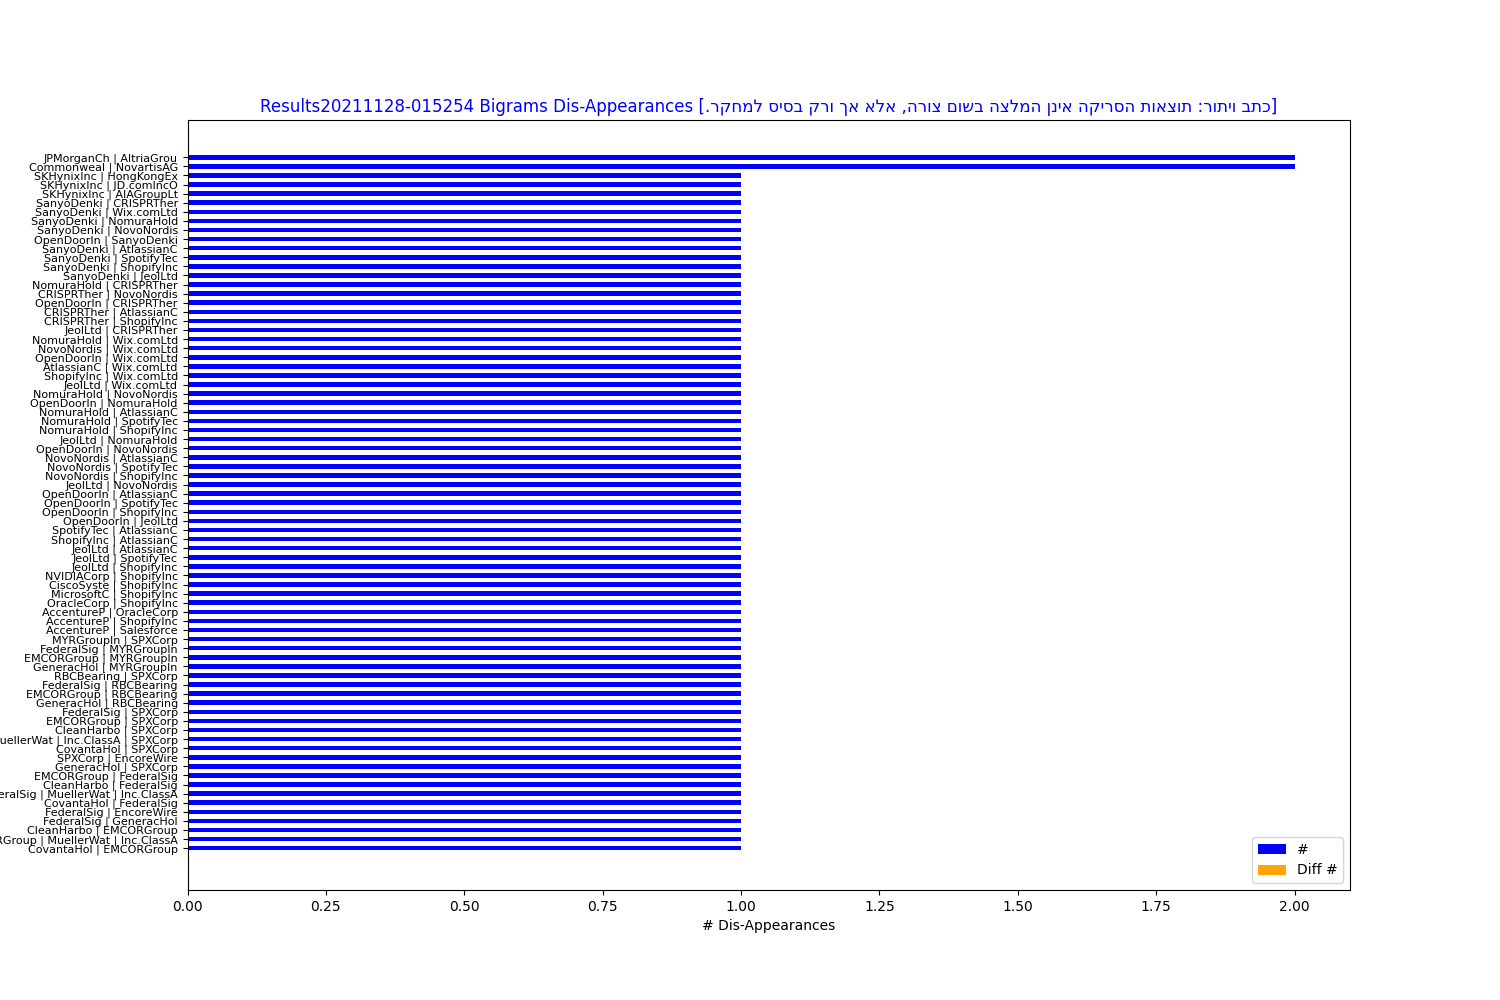 Results20211128-015254 Bigrams Dis-Appearances [כתב ויתור: תוצאות הסריקה אינן המלצה בשום צורה, אלא אך ורק בסיס למחקר.]
JPMorganCh | AltriaGrou
Commonweal | NovartisAG
SKHynixInc | HongKongEx
SKHynixInc | JD.comIncO
SKHynixInc | AIAGroupLt
SanyoDenki | CRISPRTher
SanyoDenki | Wix.comLtd
SanyoDenki | NomuraHold
SanyoDenki | NovoNordis
OpenDoorIn | SanyoDenki
SanyoDenki | AtlassianC
SanyoDenki | SpotifyTec
SanyoDenki | ShopifyInc
SanyoDenki | JeolLtd
NomuraHold | CRISPRTher
CRISPRTher | NovoNordis
OpenDoorIn | CRISPRTher
CRISPRTher | AtlassianC
CRISPRTher | ShopifyInc
JeolLtd | CRISPRTher
NomuraHold | Wix.comLtd
NovoNordis | Wix.comLtd
OpenDoorIn | Wix.comLtd
AtlassianC | Wix.comLtd
ShopifyInc | Wix.comLtd
JeolLtd | Wix.comLtd
NomuraHold | NovoNordis
OpenDoorIn | NomuraHold
NomuraHold | AtlassianC
NomuraHold | SpotifyTec
NomuraHold | ShopifyInc
JeolLtd | NomuraHold
OpenDoorIn | NovoNordis
NovoNordis | AtlassianC
NovoNordis | SpotifyTec
NovoNordis | ShopifyInc
JeolLtd | NovoNordis
OpenDoorIn | AtlassianC
OpenDoorIn | SpotifyTec
OpenDoorIn | ShopifyInc
OpenDoorIn | JeolLtd
SpotifyTec | AtlassianC
ShopifyInc | AtlassianC
JeolLtd | AtlassianC
JeolLtd | SpotifyTec
JeolLtd | ShopifyInc
NVIDIACorp | ShopifyInc
CiscoSyste | ShopifyInc
MicrosoftC | ShopifyInc
OracleCorp | ShopifyInc
AccentureP | OracleCorp
AccentureP | ShopifyInc
AccentureP | Salesforce
MYRGroupIn | SPXCorp
FederalSig | MYRGroupIn
EMCORGroup | MYRGroupIn
GeneracHol | MYRGroupIn
RBCBearing | SPXCorp
FederalSig | RBCBearing
EMCORGroup | RBCBearing
GeneracHol | RBCBearing
FederalSig | SPXCorp
EMCORGroup | SPXCorp
CleanHarbo | SPXCorp
uellerWat | Inc.ClassA | SPXCorp
CovantaHol | SPXCorp
SPXCorp | EncoreWire
GeneracHol | SPXCorp
EMCORGroup | FederalSig
CleanHarbo | FederalSig
eralSig | MuellerWat | Inc.ClassA
CovantaHol | FederalSig
FederalSig | EncoreWire
FederalSig | GeneracHol
CleanHarbo | EMCORGroup
RGroup | MuellerWat | Inc.ClassA
CovantaHol | EMCORGroup
#
Diff #
0.00 0.25 0.50 0.75 1.00 1.25 1.50 1.75 2.00
# Dis-Appearances